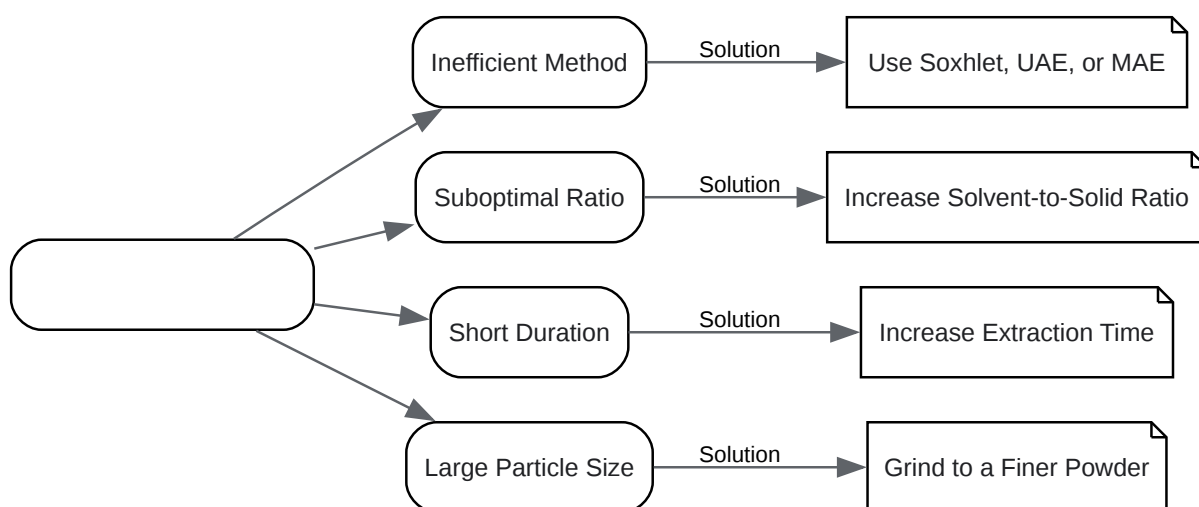 Inefficient Method
Solution
Use Soxhlet, UAE, or MAE
Suboptimal Ratio
Solution
Increase Solvent-to-Solid Ratio
Short Duration
Solution
Increase Extraction Time
Large Particle Size
Solution
Grind to a Finer Powder